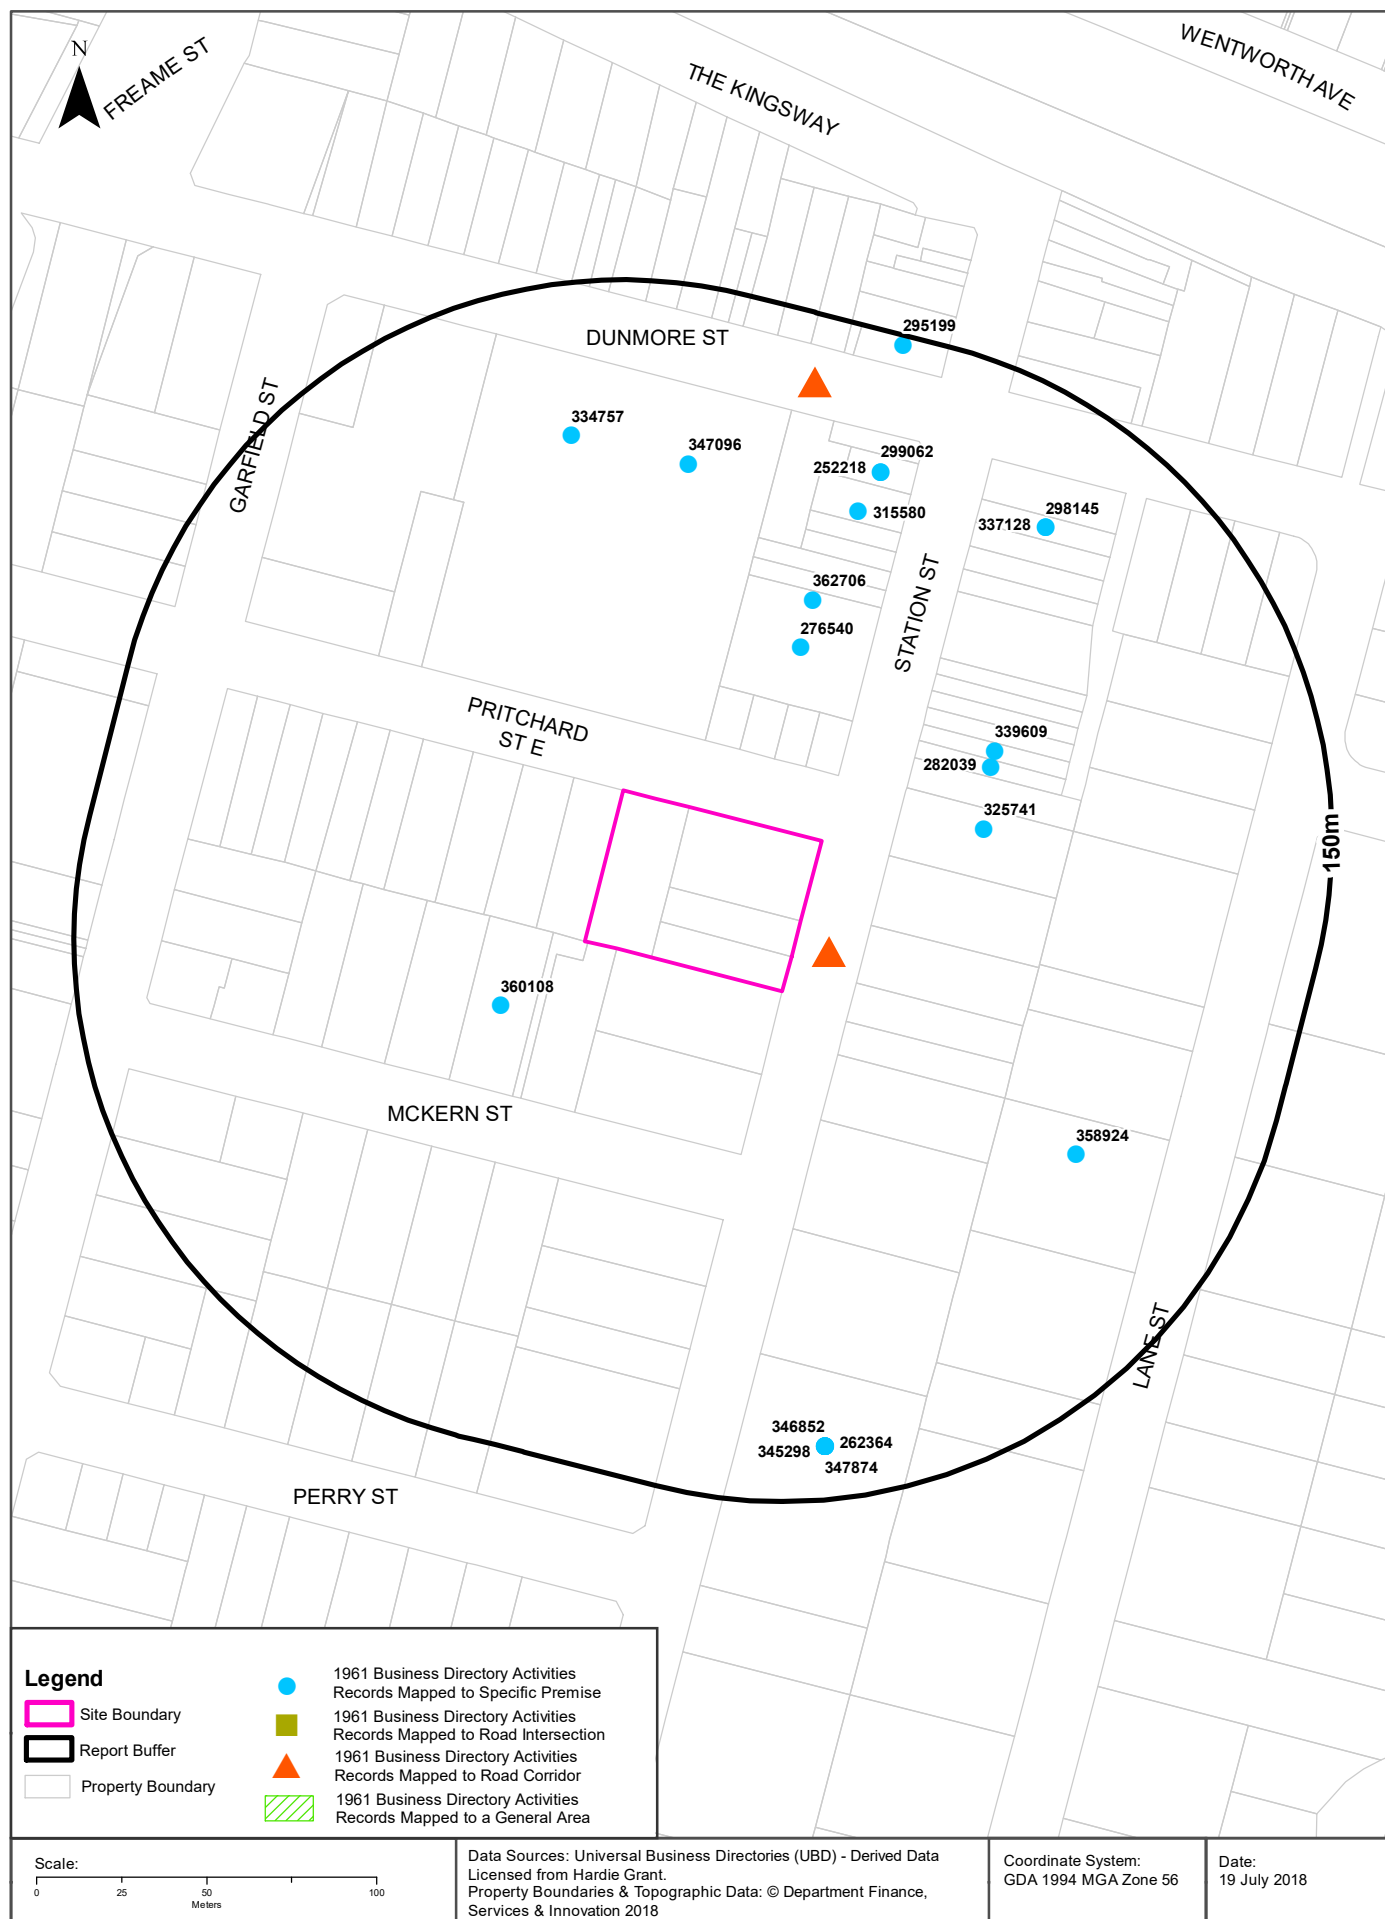 N
FREAME ST
THE KINGSWAY
WENTWORTH AVE
295199
DUNMORE ST
GARFIELD ST
334757
347096
299062
252218
315580
298145
337128
STATION ST
362706
276540
PRITCHARD
ST E
339609
282039
325741
150m
360108
MCKERN ST
358924
LANE ST
346852
262364
345298
347874
PERRY ST
Legend
Site Boundary
Report Buffer
Property Boundary
1961 Business Directory Activities
Records Mapped to Specific Premise
1961 Business Directory Activities
Records Mapped to Road Intersection
1961 Business Directory Activities
Records Mapped to Road Corridor
1961 Business Directory Activities
Records Mapped to a General Area
Scale:
0 25 50 100
Meters
Data Sources: Universal Business Directories (UBD) - Derived Data
Licensed from Hardie Grant.
Property Boundaries & Topographic Data: © Department Finance,
Services & Innovation 2018
Coordinate System:
GDA 1994 MGA Zone 56
Date:
19 July 2018